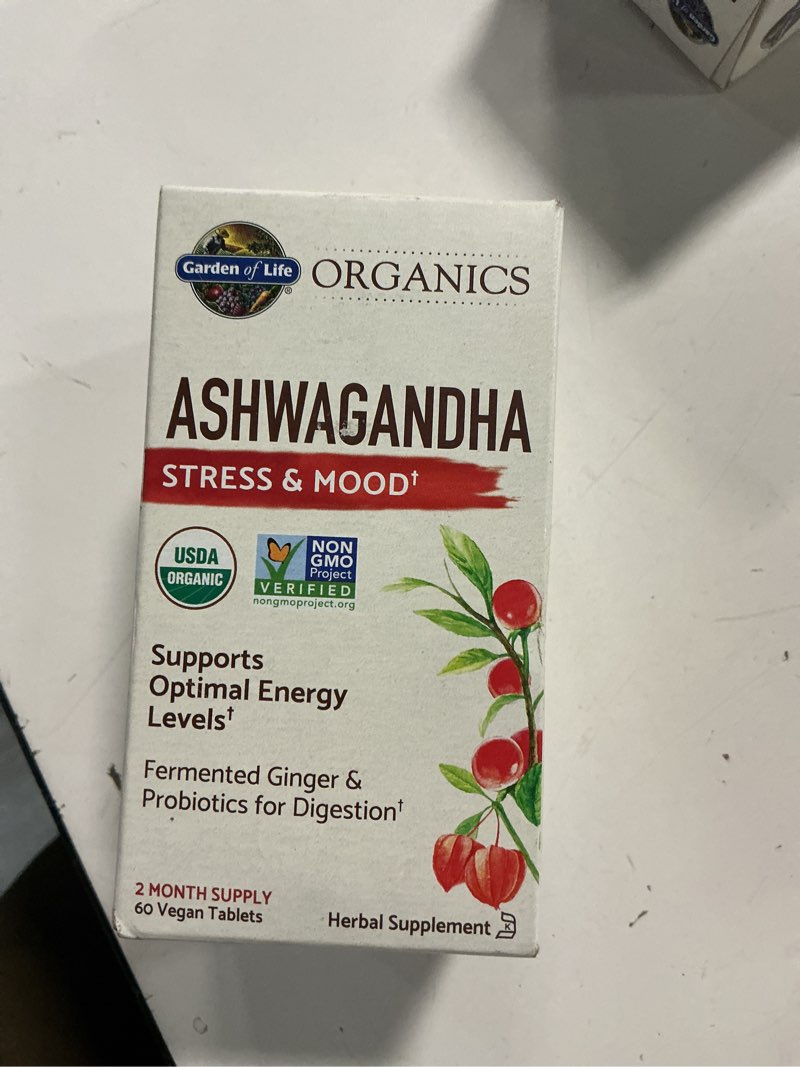 Garden of Life®
ORGANICS
ASHWAGANDHA
STRESS & MOOD†
USDA
ORGANIC
NON
GMO
Project
VERIFIED
nongmoproject.org
Supports
Optimal Energy
Levels†
Fermented Ginger &
Probiotics for Digestion†
2 MONTH SUPPLY
60 Vegan Tablets
Herbal Supplement
K